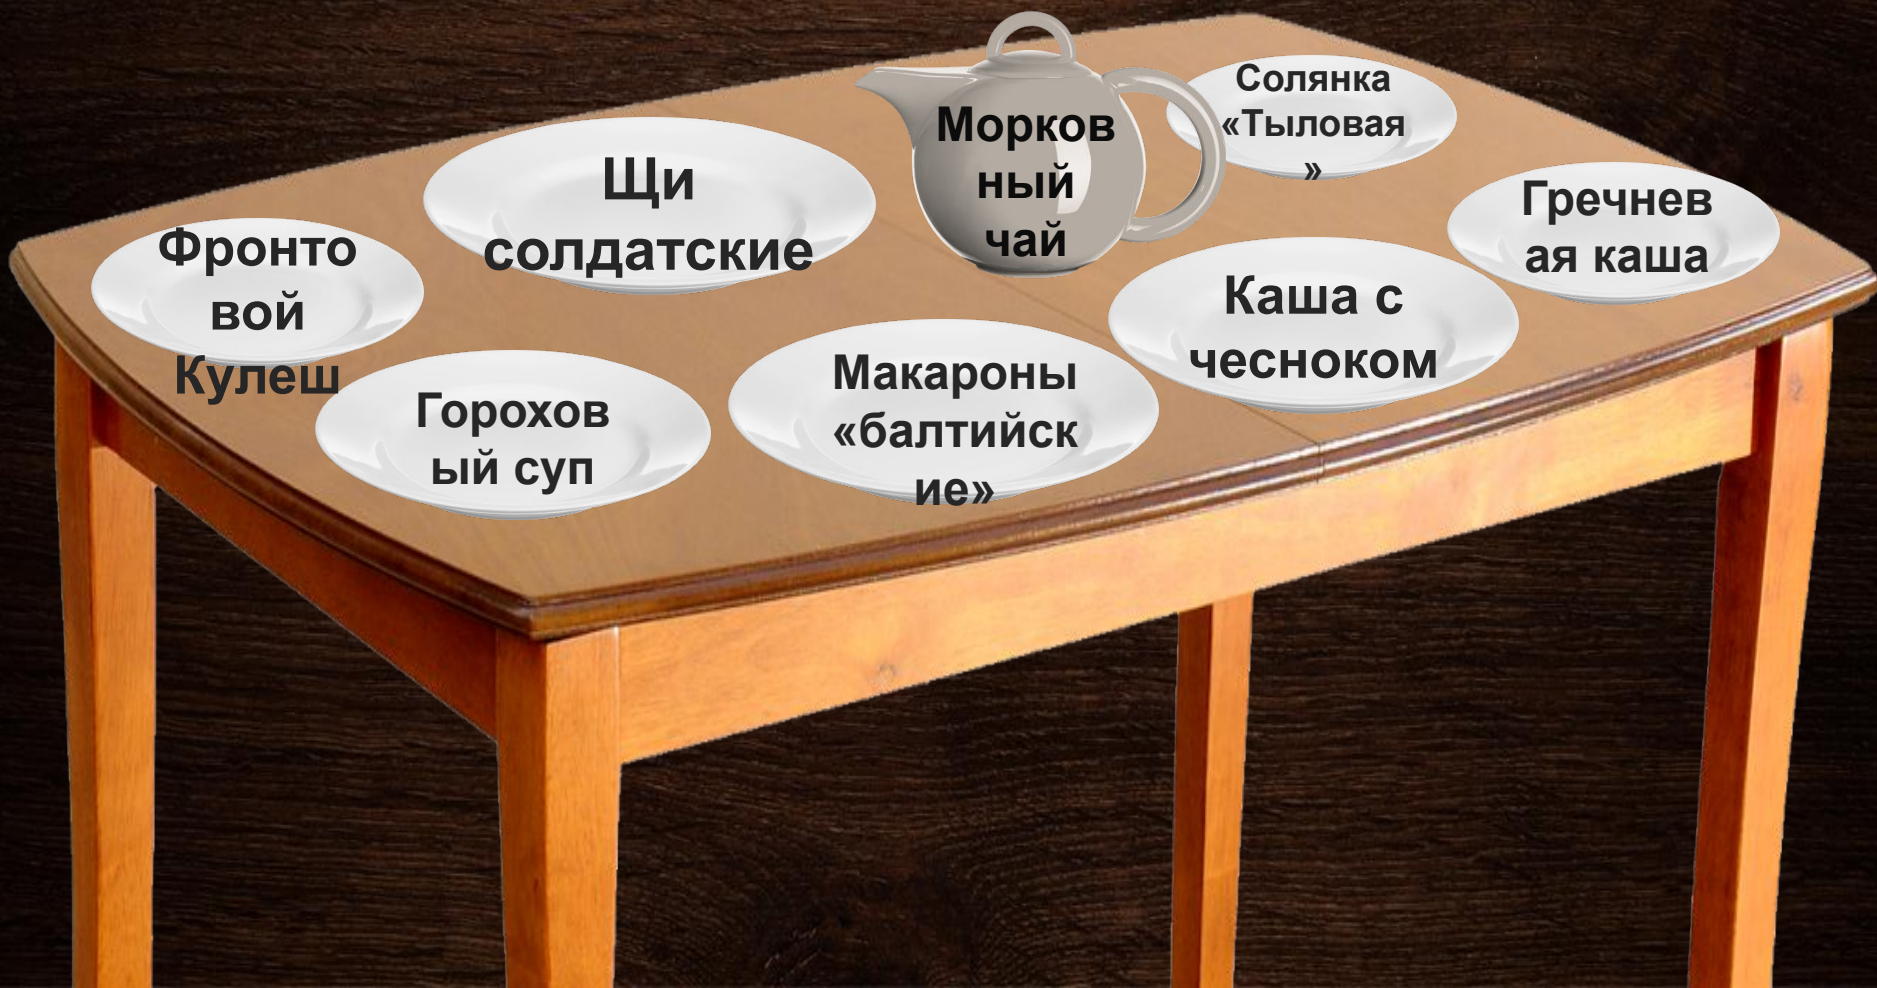 Фронто
вой
Кулеш
Щи
солдатские
Морков
ный
чай
Солянка
«Тыловая
»
Гречнев
ая каша
Каша с
чесноком
Макароны
«балтийск
ие»
Горохов
ый суп